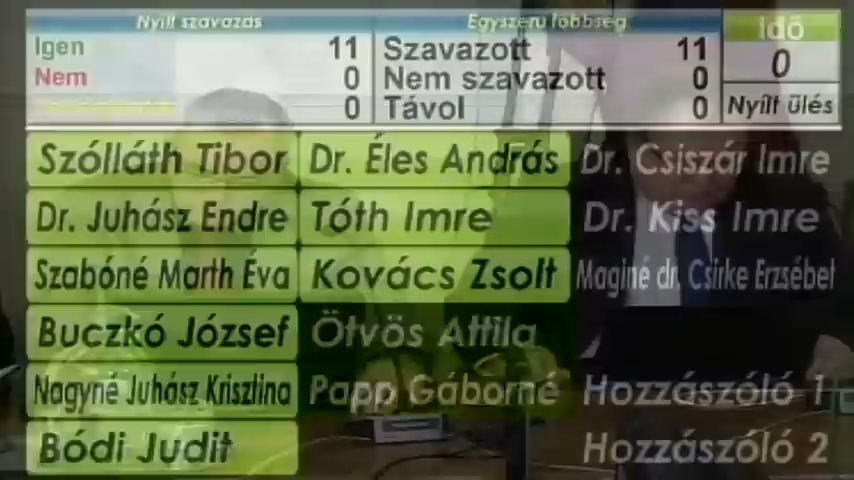 Nyílt szavazás Egyszerű többség Idő
Igen 11 Szavazott 11 0
Nem 0 Nem szavazott 0
0 Távol 0 Nyílt ülés
Szólláth Tibor Dr. Éles András Dr. Csiszár Imre
Dr. Juhász Endre Tóth Imre Dr. Kiss Imre
Szabóné Marth Éva Kovács Zsolt Maginé dr. Csirke Erzsébet
Buczkó József Ötvös Attila
Nagyné Juhász Krisztina Papp Gáborné Hozzászóló 1
Bódi Judit Hozzászóló 2